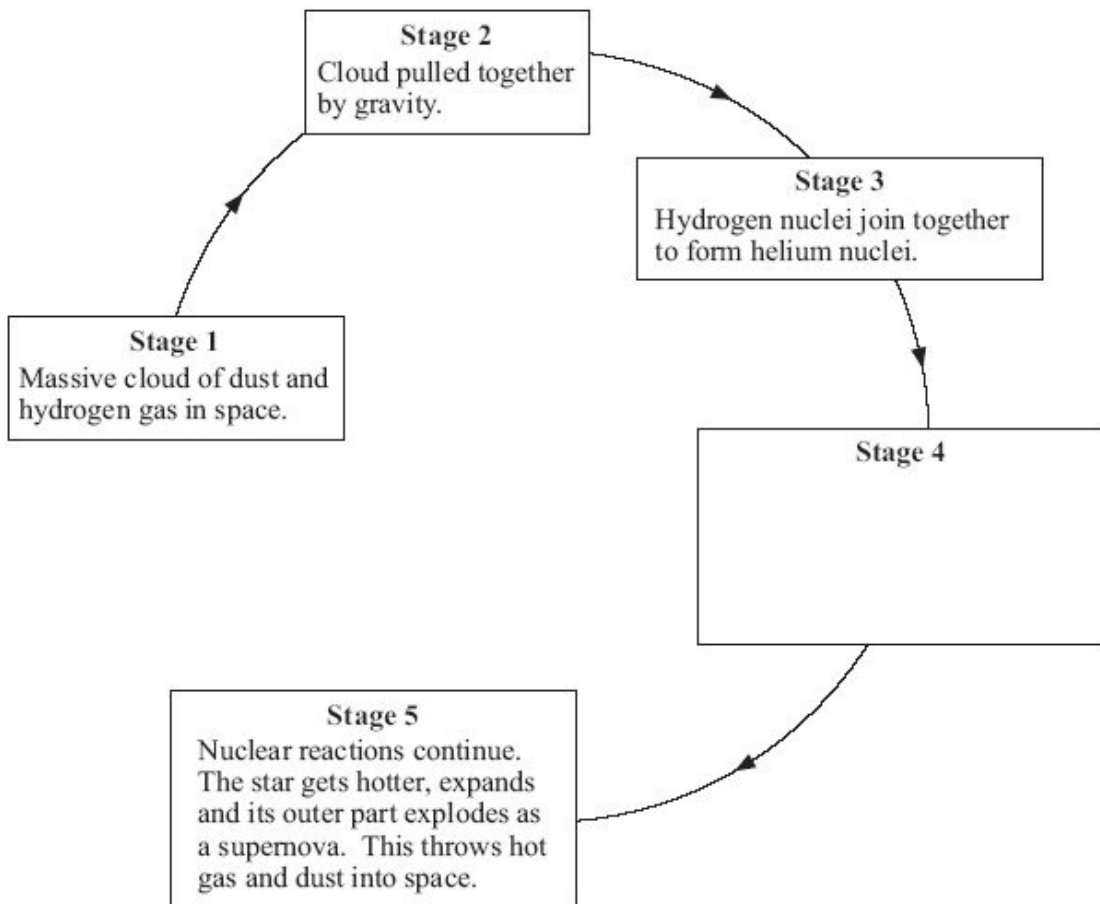 Stage 1
Massive cloud of dust and
hydrogen gas in space.
Stage 2
Cloud pulled together
by gravity.
Stage 3
Hydrogen nuclei join together
to form helium nuclei.
Stage 4
Stage 5
Nuclear reactions continue.
The star gets hotter, expands
and its outer part explodes as
a supernova. This throws hot
gas and dust into space.